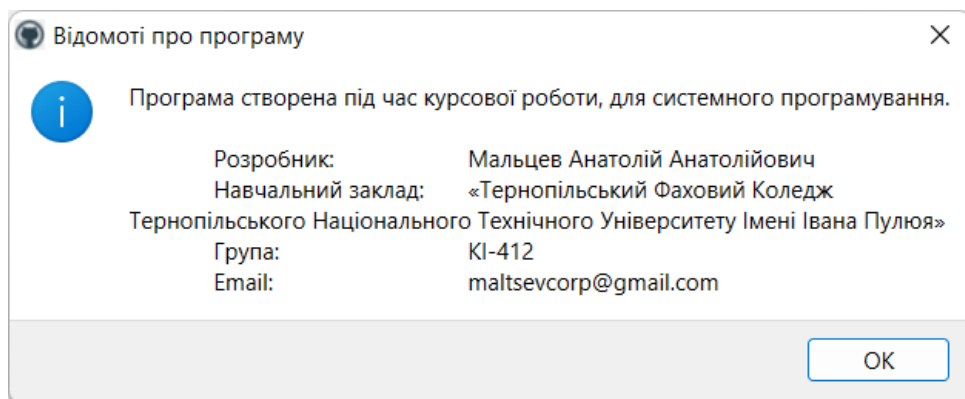 Відомоті про програму
Програма створена під час курсової роботи, для системного програмування.
Розробник: Мальцев Анатолій Анатолійович
Навчальний заклад: «Тернопільський Фаховий Коледж
Тернопільського Національного Технічного Університету Імені Івана Пулюя»
Група: КІ-412
Email: maltsevcorp@gmail.com
OK